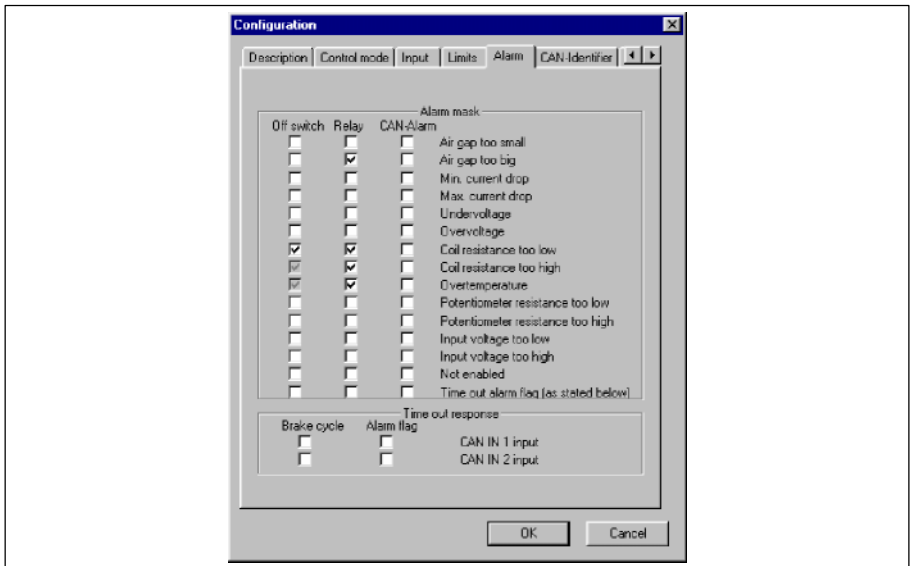 Configuration
Description Control mode Input Limits Alarm CAN-Identifier
Alarm mask
Off switch Relay CAN-Alarm
Air gap too small
Air gap too big
Min. current drop
Max. current drop
Undervoltage
Overvoltage
Coil resistance too low
Coil resistance too high
Overtemperature
Potentiometer resistance too low
Potentiometer resistance too high
Input voltage too low
Input voltage too high
Not enabled
Time out alarm flag (as stated below)
Time out response
Brake cycle Alarm flag
CAN IN 1 input
CAN IN 2 input
OK Cancel